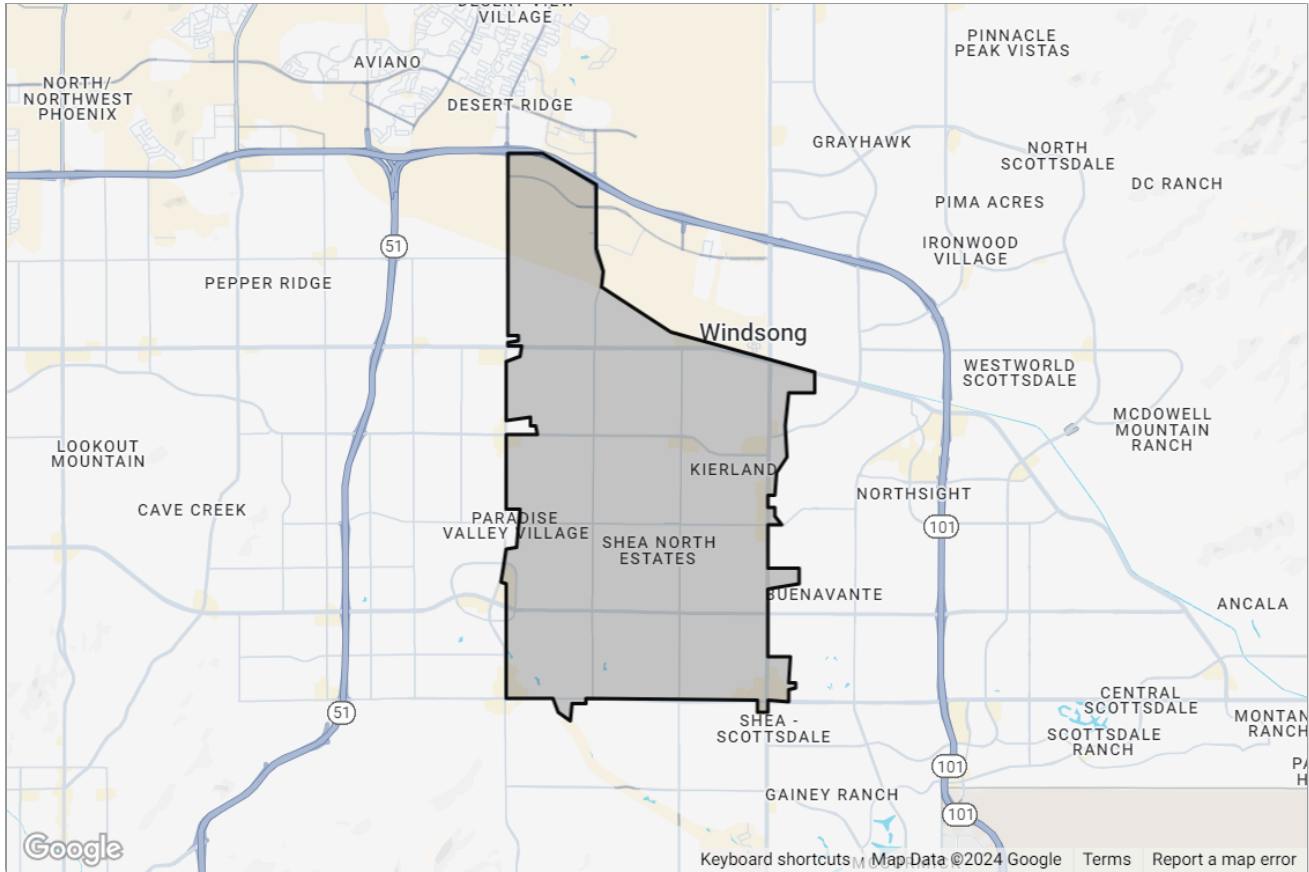 DESERT VIEW
VILLAGE
PINNACLE
PEAK VISTAS
AVIANO
NORTH/
NORTHWEST
PHOENIX
DESERT RIDGE
GRAYHAWK
NORTH
SCOTTSDALE
DC RANCH
PIMA ACRES
51
IRONWOOD
VILLAGE
PEPPER RIDGE
Windsong
WESTWORLD
SCOTTSDALE
MCDOWELL
MOUNTAIN
RANCH
LOOKOUT
MOUNTAIN
KIERLAND
NORTHSIGHT
CAVE CREEK
PARADISE
VALLEY VILLAGE
101
SHEA NORTH
ESTATES
BUENAVANTE
ANCALA
CENTRAL
SCOTTSDALE
51
SHEA -
SCOTTSDALE
MONTAN
RANCH
SCOTTSDALE
RANCH
101
PA
H
GAINEY RANCH
101
Google
Keyboard shortcuts
Map Data ©2024 Google
Terms
Report a map error